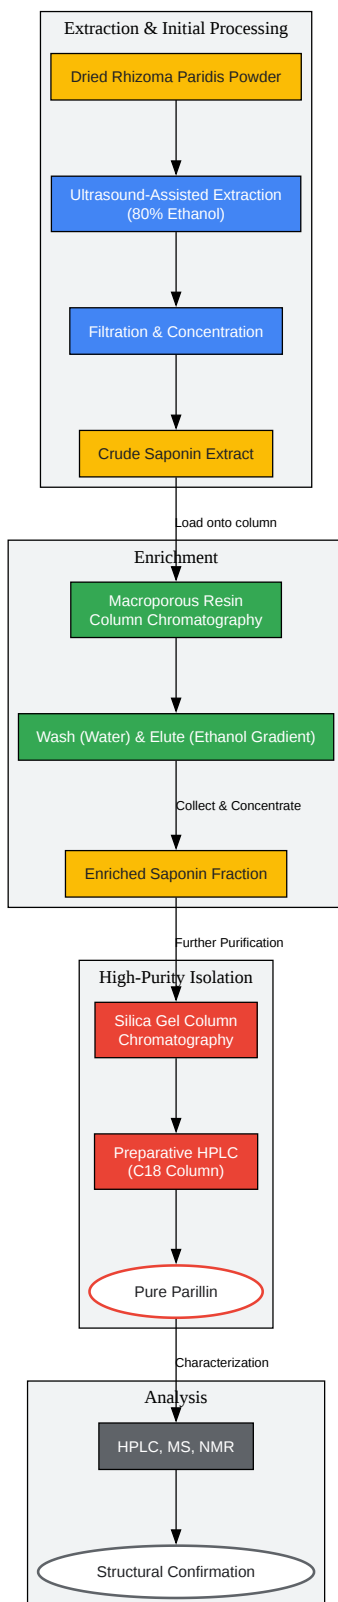 Extraction & Initial Processing
Dried Rhizoma Paridis Powder
Ultrasound-Assisted Extraction
(80% Ethanol)
Filtration & Concentration
Crude Saponin Extract
Load onto column
Enrichment
Macroporous Resin
Column Chromatography
Wash (Water) & Elute (Ethanol Gradient)
Collect & Concentrate
Enriched Saponin Fraction
Further Purification
High-Purity Isolation
Silica Gel Column
Chromatography
Preparative HPLC
(C18 Column)
Pure Parillin
Characterization
Analysis
HPLC, MS, NMR
Structural Confirmation